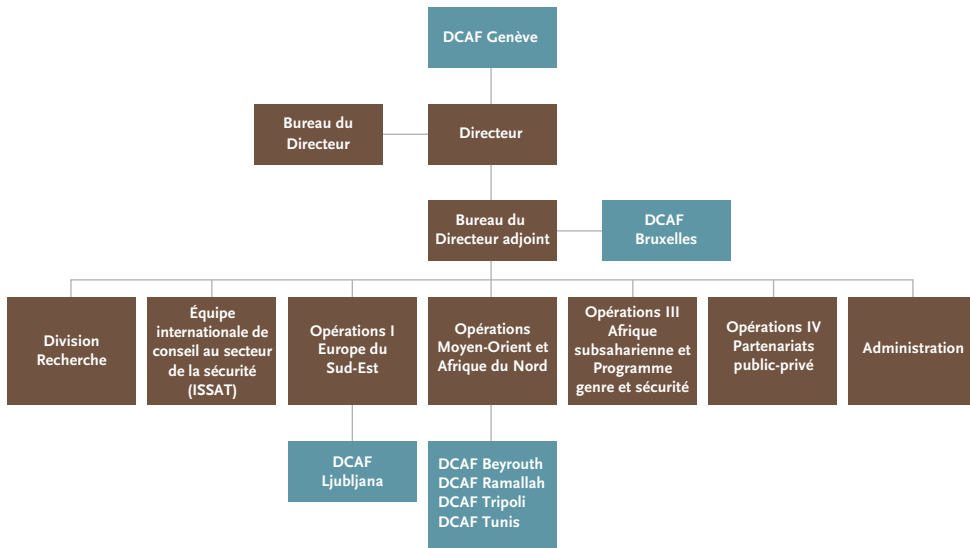 DCAF Genève
Bureau du
Directeur
Directeur
Bureau du
Directeur adjoint
DCAF
Bruxelles
Division
Recherche
Équipe
internationale de
conseil au secteur
de la sécurité
(ISSAT)
Opérations I
Europe du
Sud-Est
Opérations
Moyen-Orient et
Afrique du Nord
Opérations III
Afrique
subsaharienne et
Programme
genre et sécurité
Opérations IV
Partenariats
public-privé
Administration
DCAF
Ljubljana
DCAF Beyrouth
DCAF Ramallah
DCAF Tripoli
DCAF Tunis